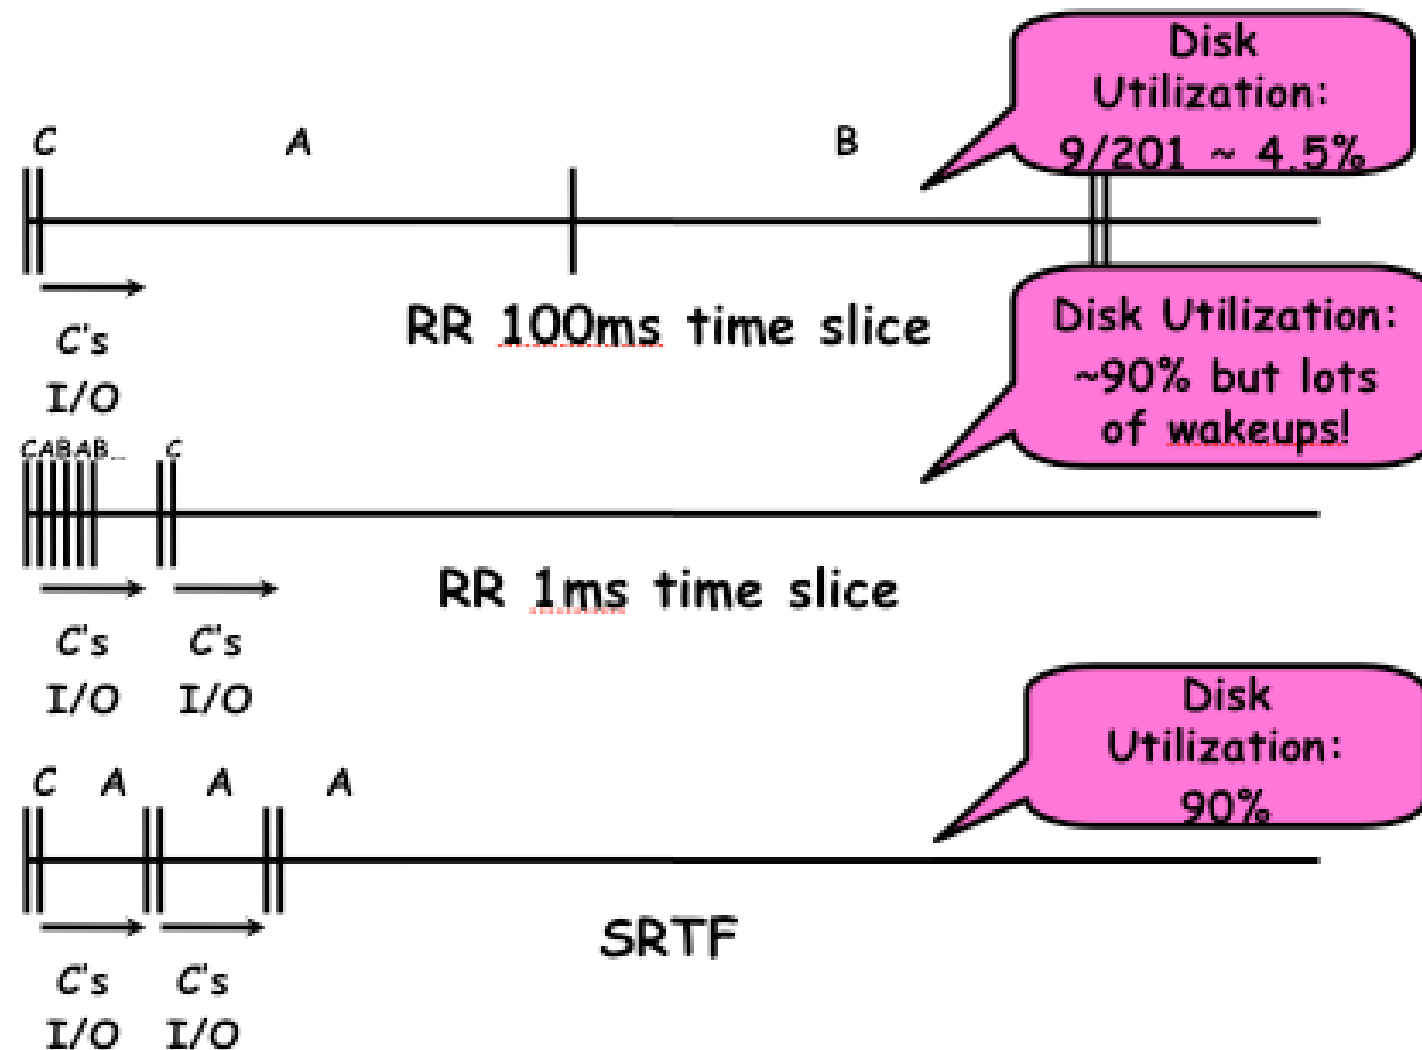 Disk
Utilization:
9/201 ~ 4.5%
C A B
C's
I/O
RR 100ms time slice
Disk Utilization:
~90% but lots
of wakeups!
CABAB... C
C's C's
I/O I/O
RR 1ms time slice
Disk
Utilization:
90%
C A A A
C's C's
I/O I/O
SRTF